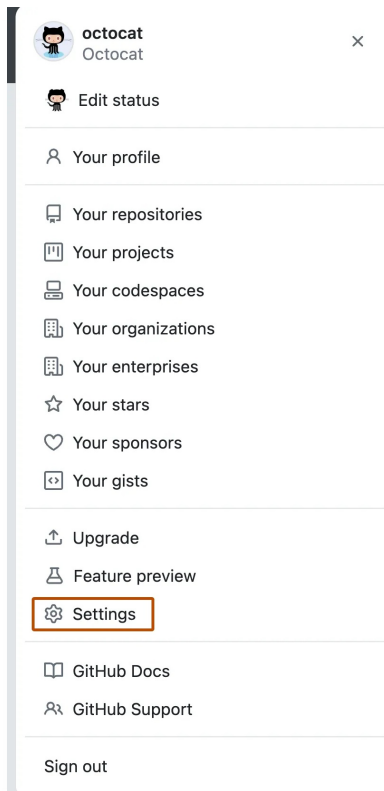 octocat
Octocat
Edit status
Your profile
Your repositories
Your projects
Your codespaces
Your organizations
Your enterprises
Your stars
Your sponsors
Your gists
Upgrade
Feature preview
Settings
GitHub Docs
GitHub Support
Sign out